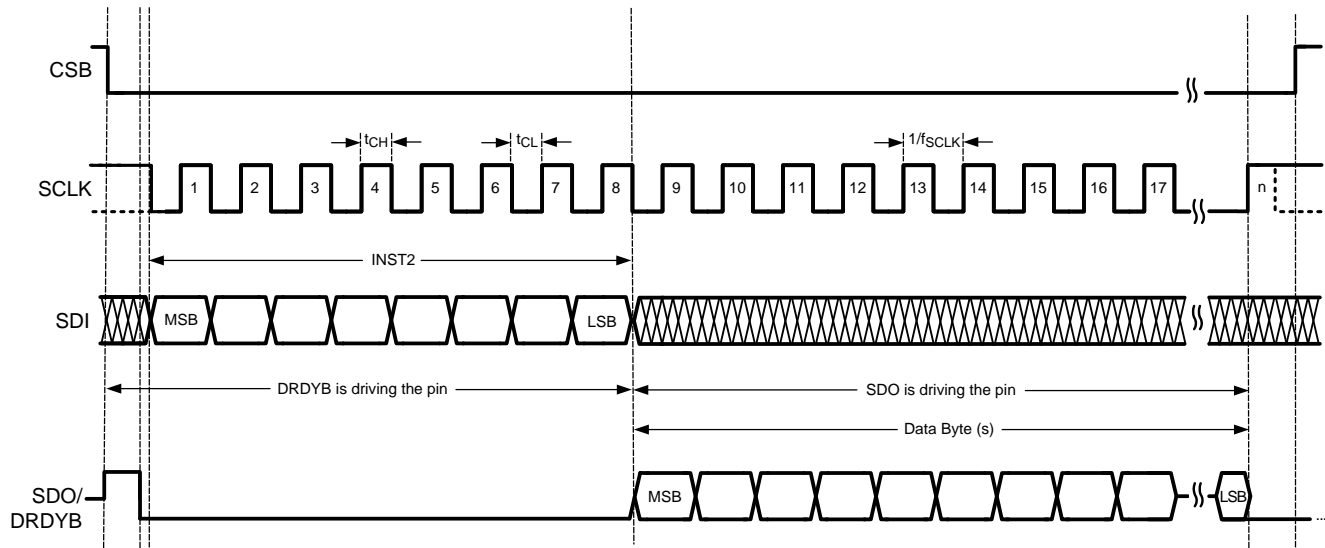 CSB
tCH
tCL
1/fSCLK
SCLK
1 2 3 4 5 6 7 8 9 10 11 12 13 14 15 16 17 n
INST2
SDI
MSB
LSB
DRDYB is driving the pin
SDO is driving the pin
Data Byte (s)
SDO/
DRDYB
MSB
LSB
...